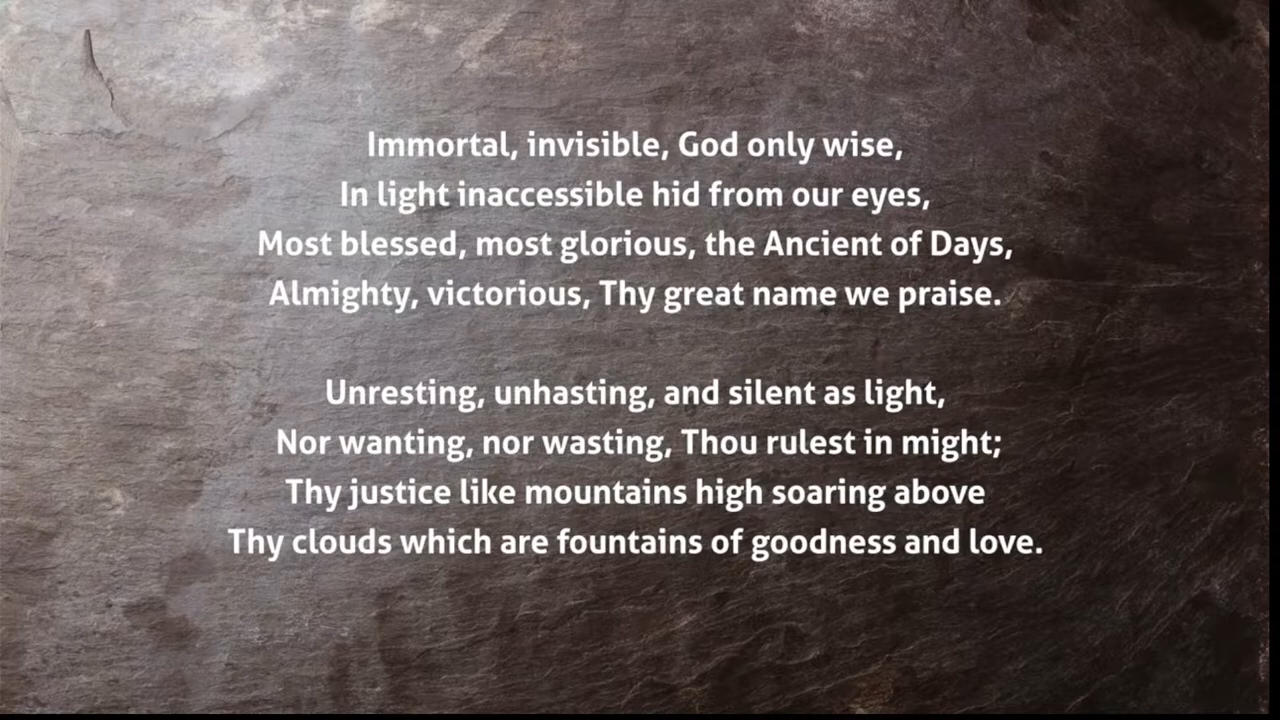 Immortal, invisible, God only wise,
In light inaccessible hid from our eyes,
Most blessed, most glorious, the Ancient of Days,
Almighty, victorious, Thy great name we praise.
Unresting, unhasting, and silent as light,
Nor wanting, nor wasting, Thou rulest in might;
Thy justice like mountains high soaring above
Thy clouds which are fountains of goodness and love.